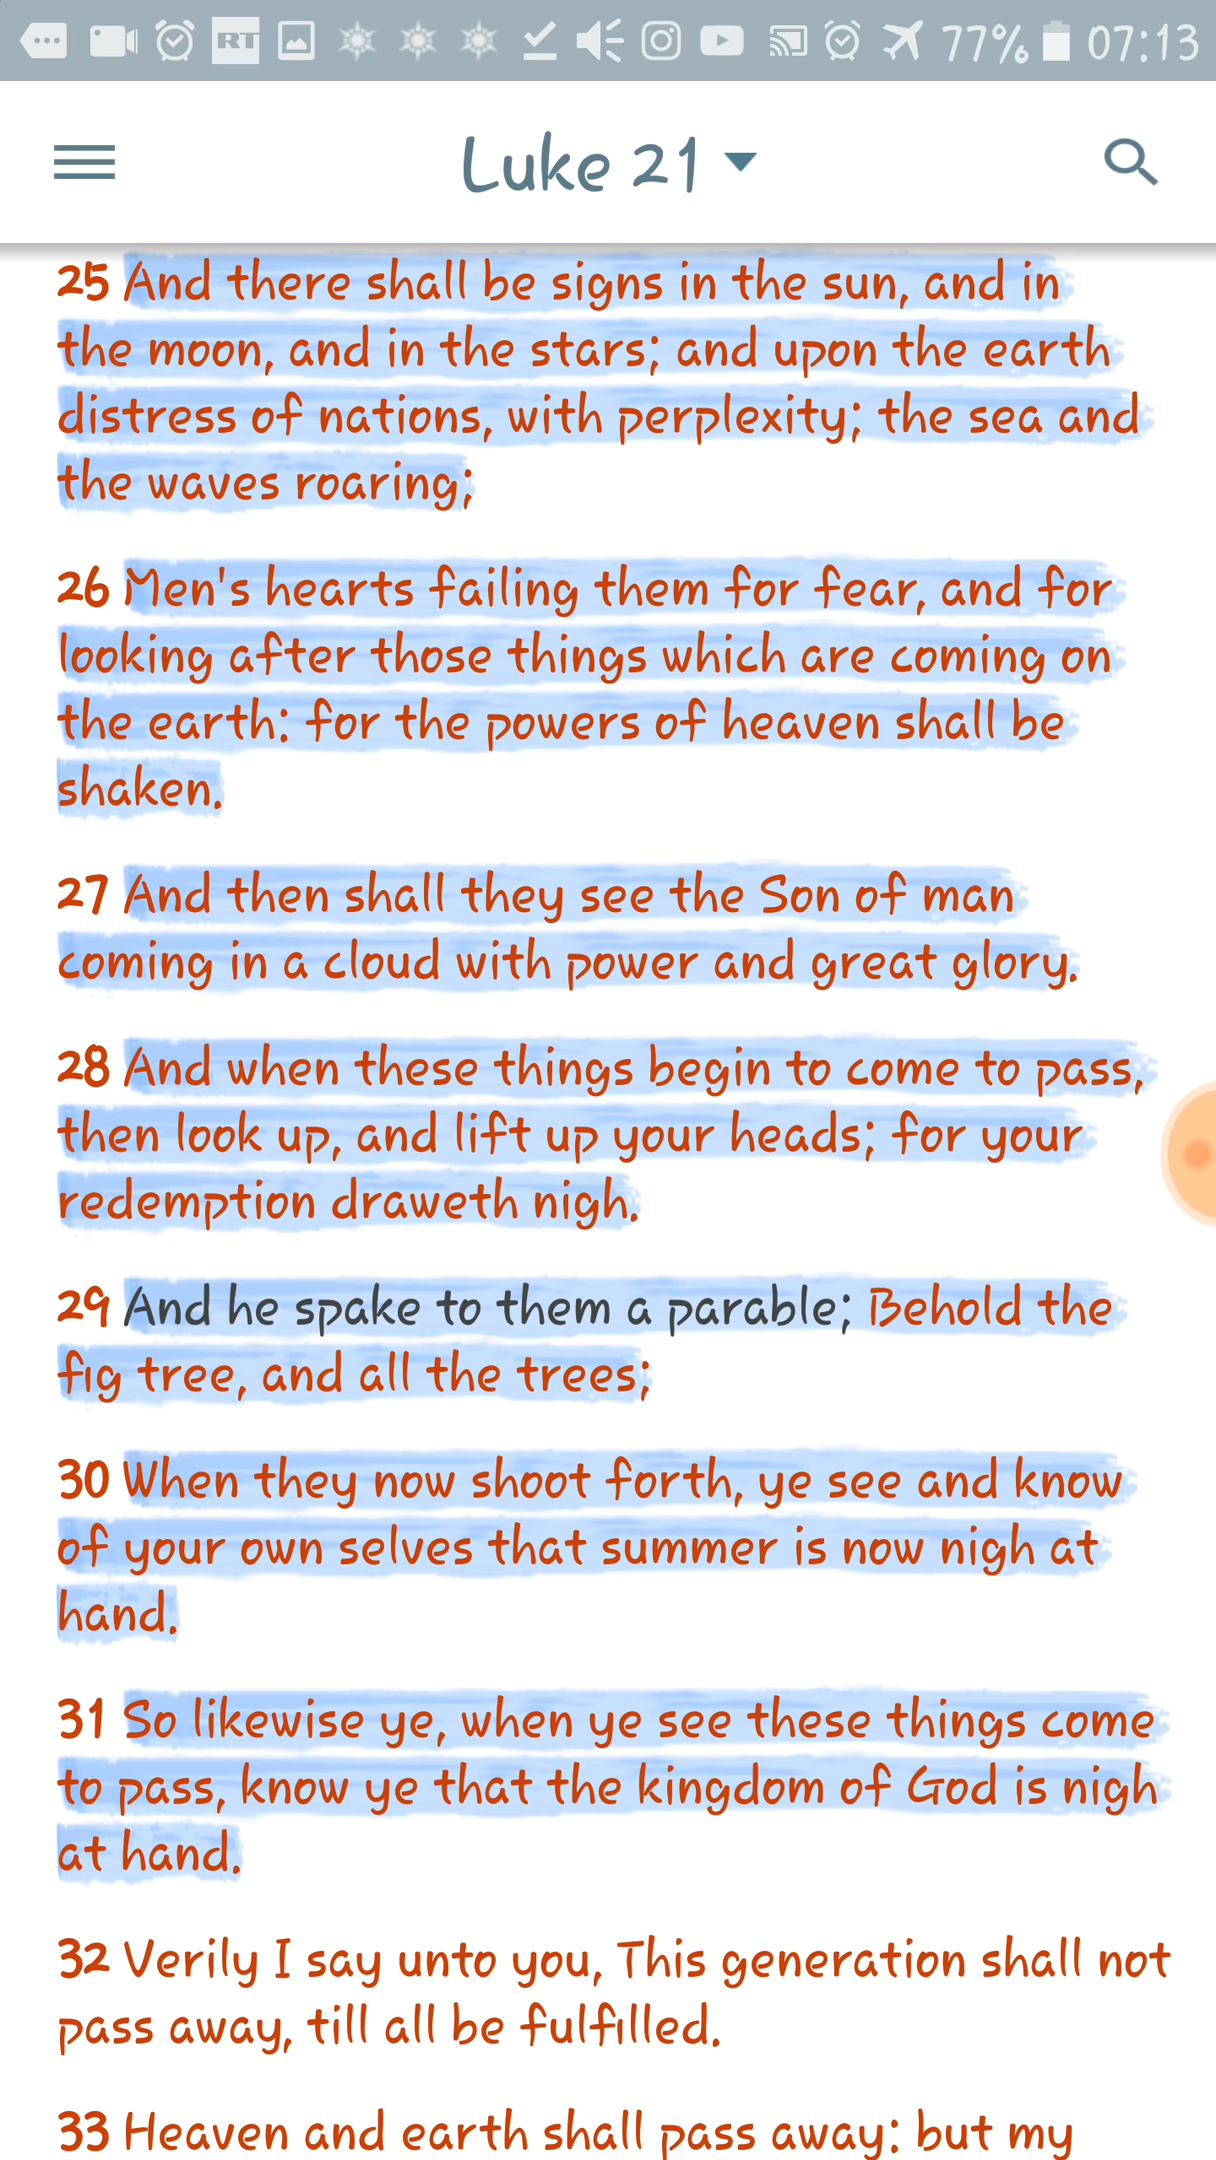 RT 77% 07:13
Luke 21
25 And there shall be signs in the sun, and in
the moon, and in the stars; and upon the earth
distress of nations, with perplexity; the sea and
the waves roaring;
26 Men's hearts failing them for fear, and for
looking after those things which are coming on
the earth: for the powers of heaven shall be
shaken.
27 And then shall they see the Son of man
coming in a cloud with power and great glory.
28 And when these things begin to come to pass,
then look up, and lift up your heads; for your
redemption draweth nigh.
29 And he spake to them a parable; Behold the
fig tree, and all the trees;
30 When they now shoot forth, ye see and know
of your own selves that summer is now nigh at
hand.
31 So likewise ye, when ye see these things come
to pass, know ye that the kingdom of God is nigh
at hand.
32 Verily I say unto you, This generation shall not
pass away, till all be fulfilled.
33 Heaven and earth shall pass away: but my